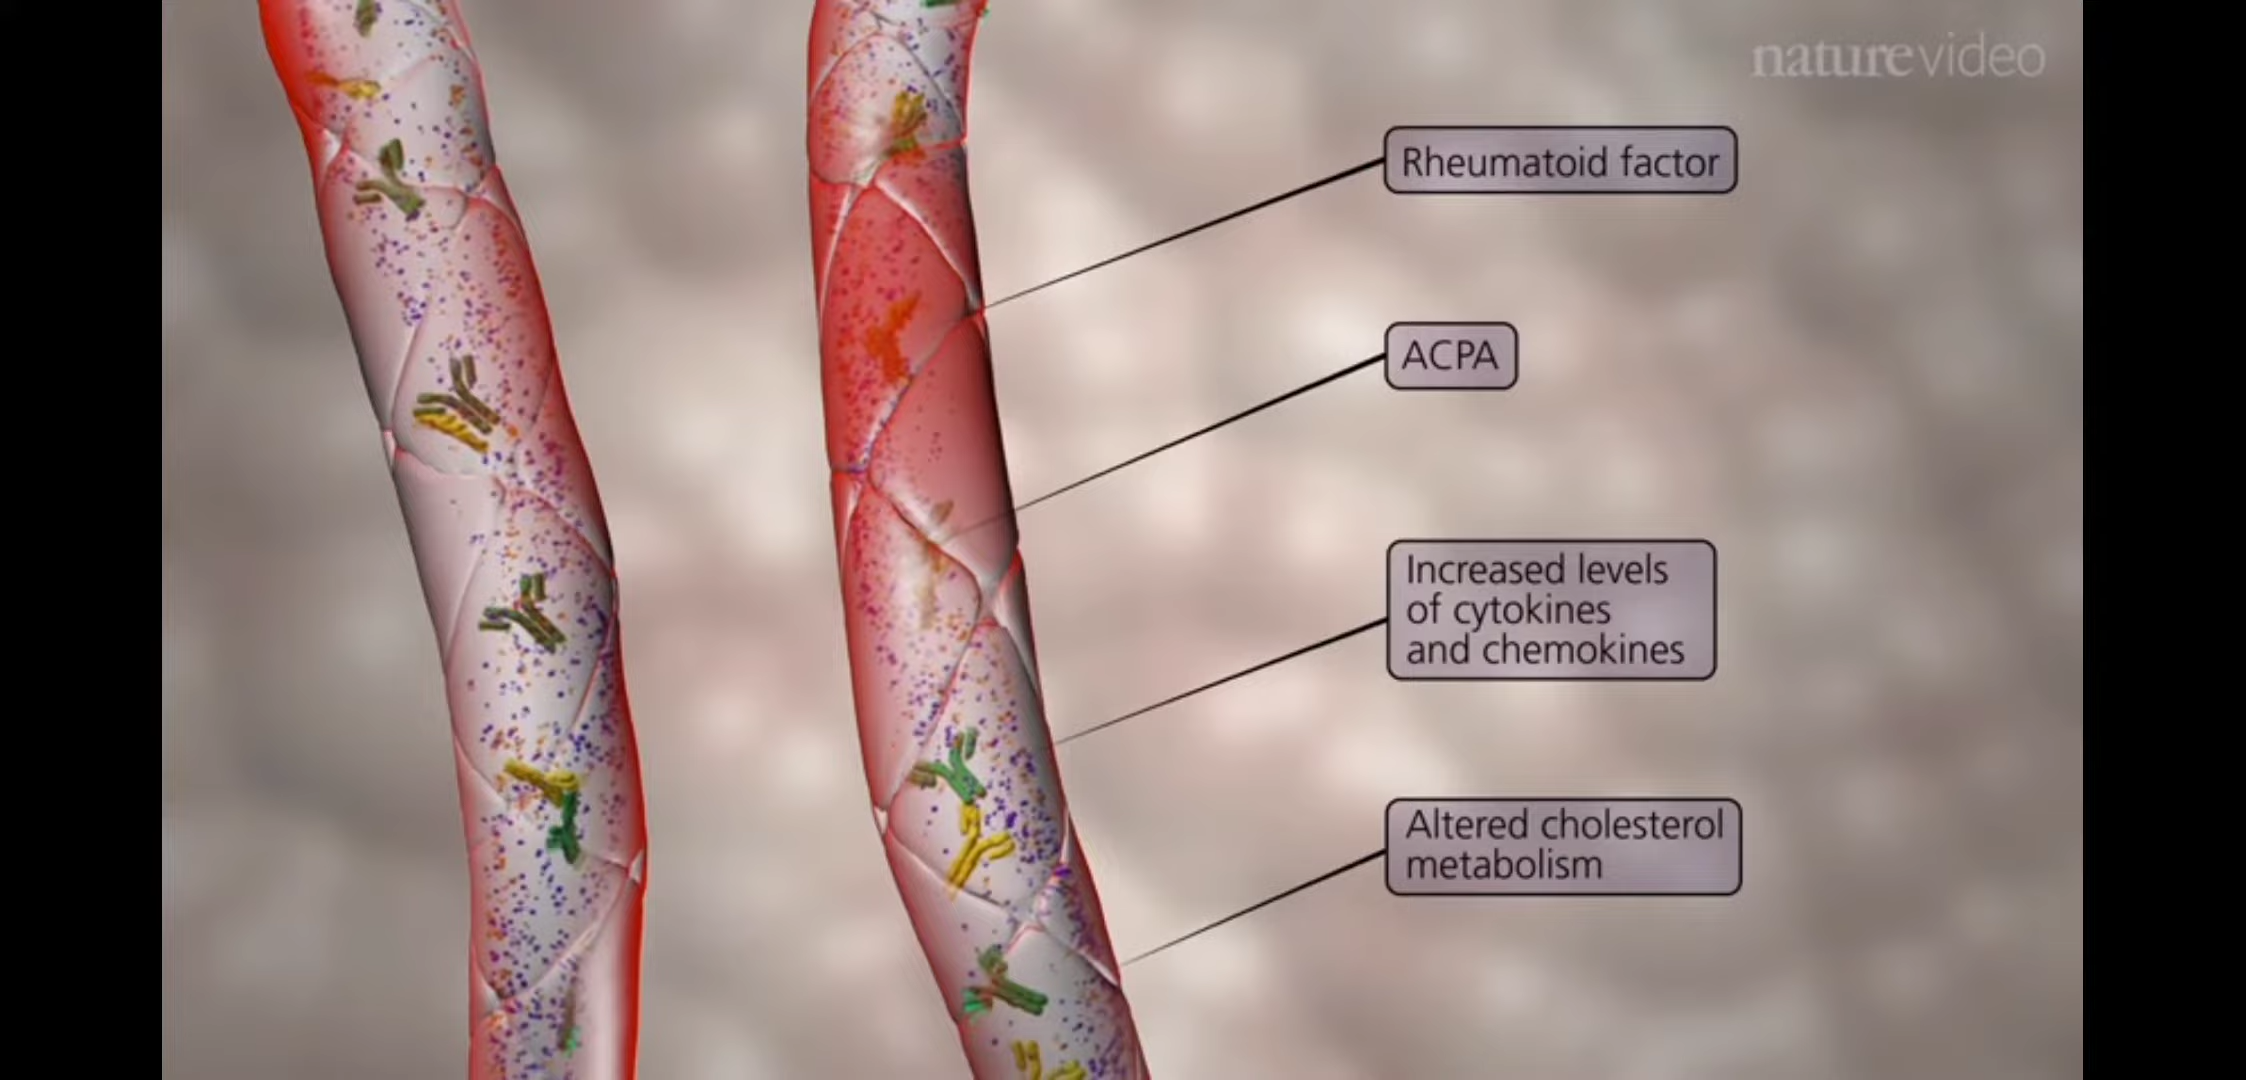 naturevideo
Rheumatoid factor
ACPA
Increased levels
of cytokines
and chemokines
Altered cholesterol
metabolism